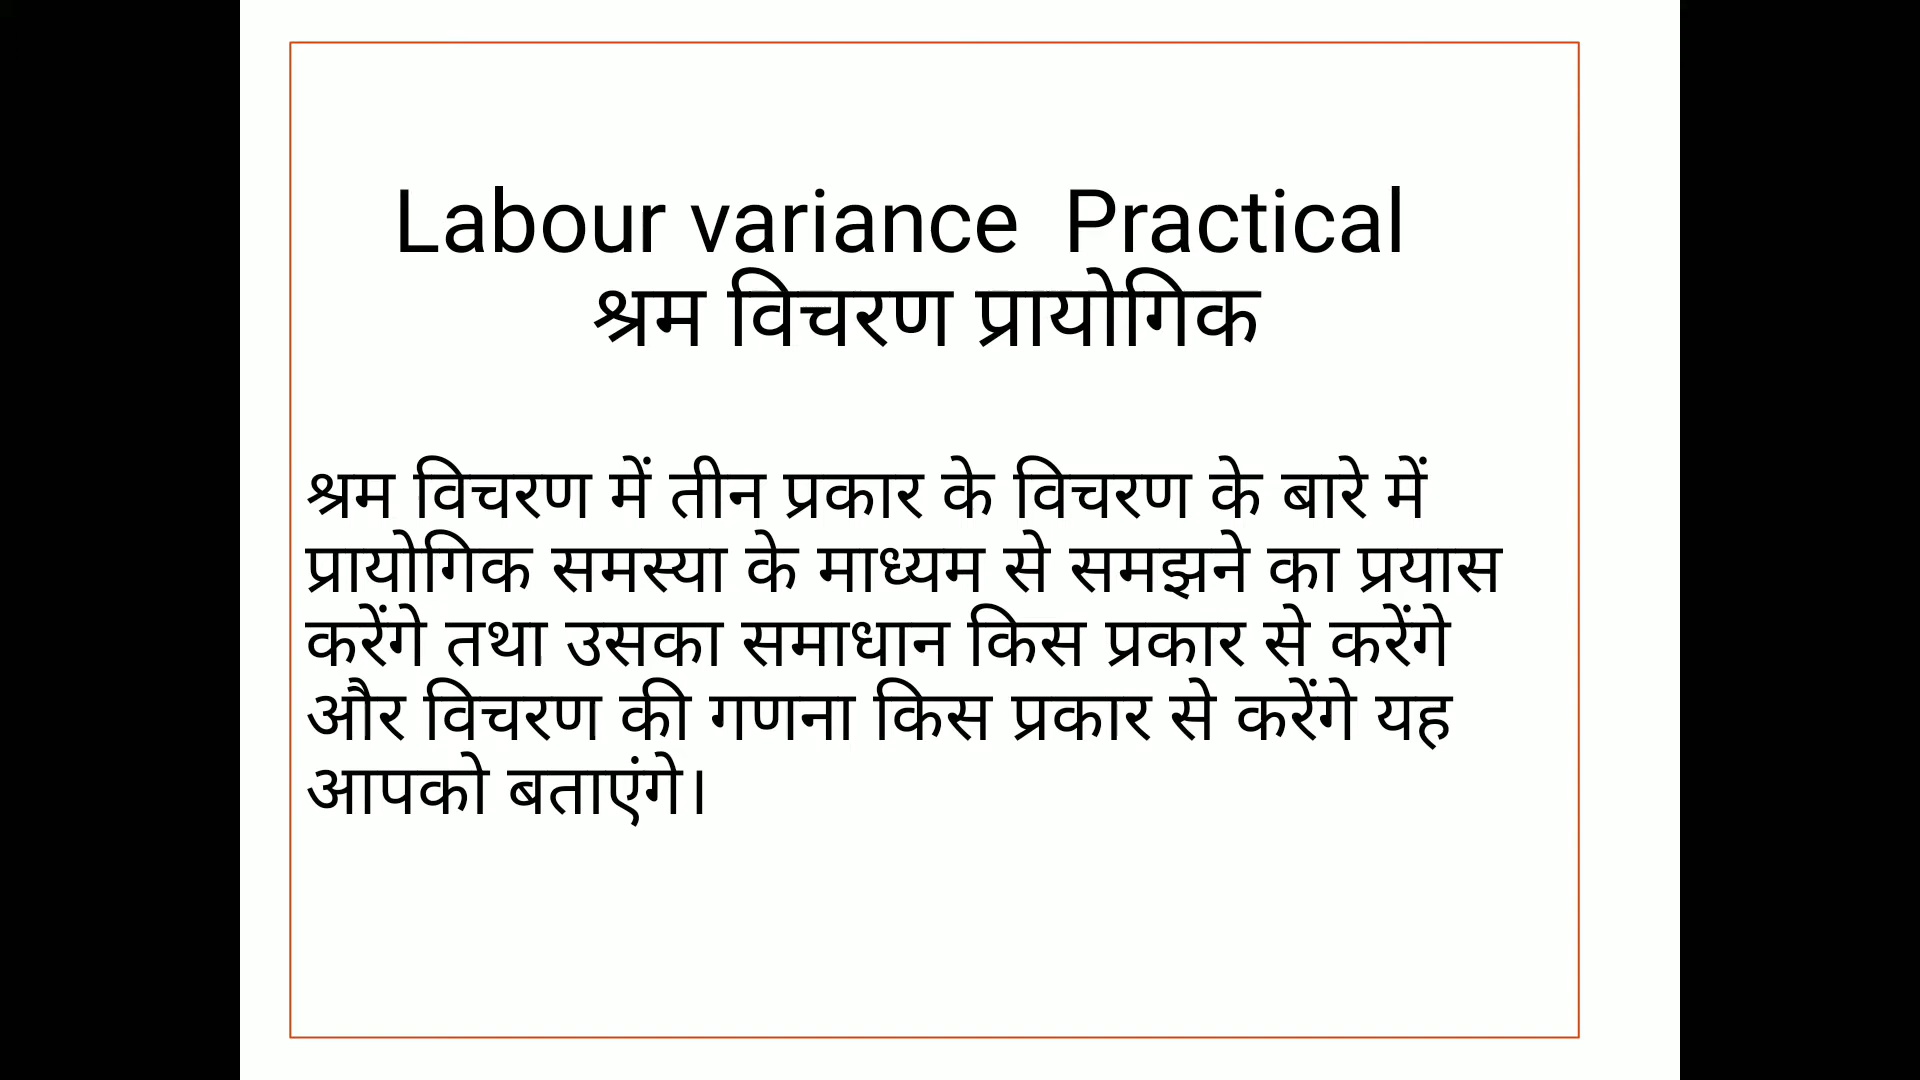 Labour variance  Practical
श्रम विचरण प्रायोगिक
श्रम विचरण में तीन प्रकार के विचरण के बारे में
प्रायोगिक समस्या के माध्यम से समझने का प्रयास
करेंगे तथा उसका समाधान किस प्रकार से करेंगे
और विचरण की गणना किस प्रकार से करेंगे यह
आपको बताएंगे।